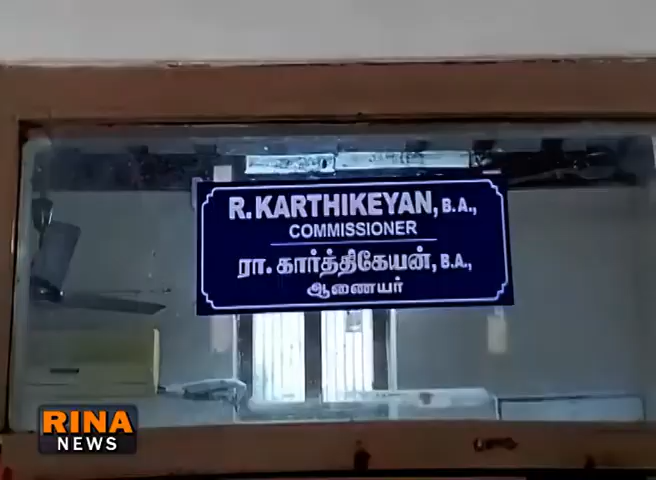 R. KARTHIKEYAN, B.A.,
COMMISSIONER
ரா. கார்த்திகேயன், B.A.,
ஆணையர்
RINA
NEWS